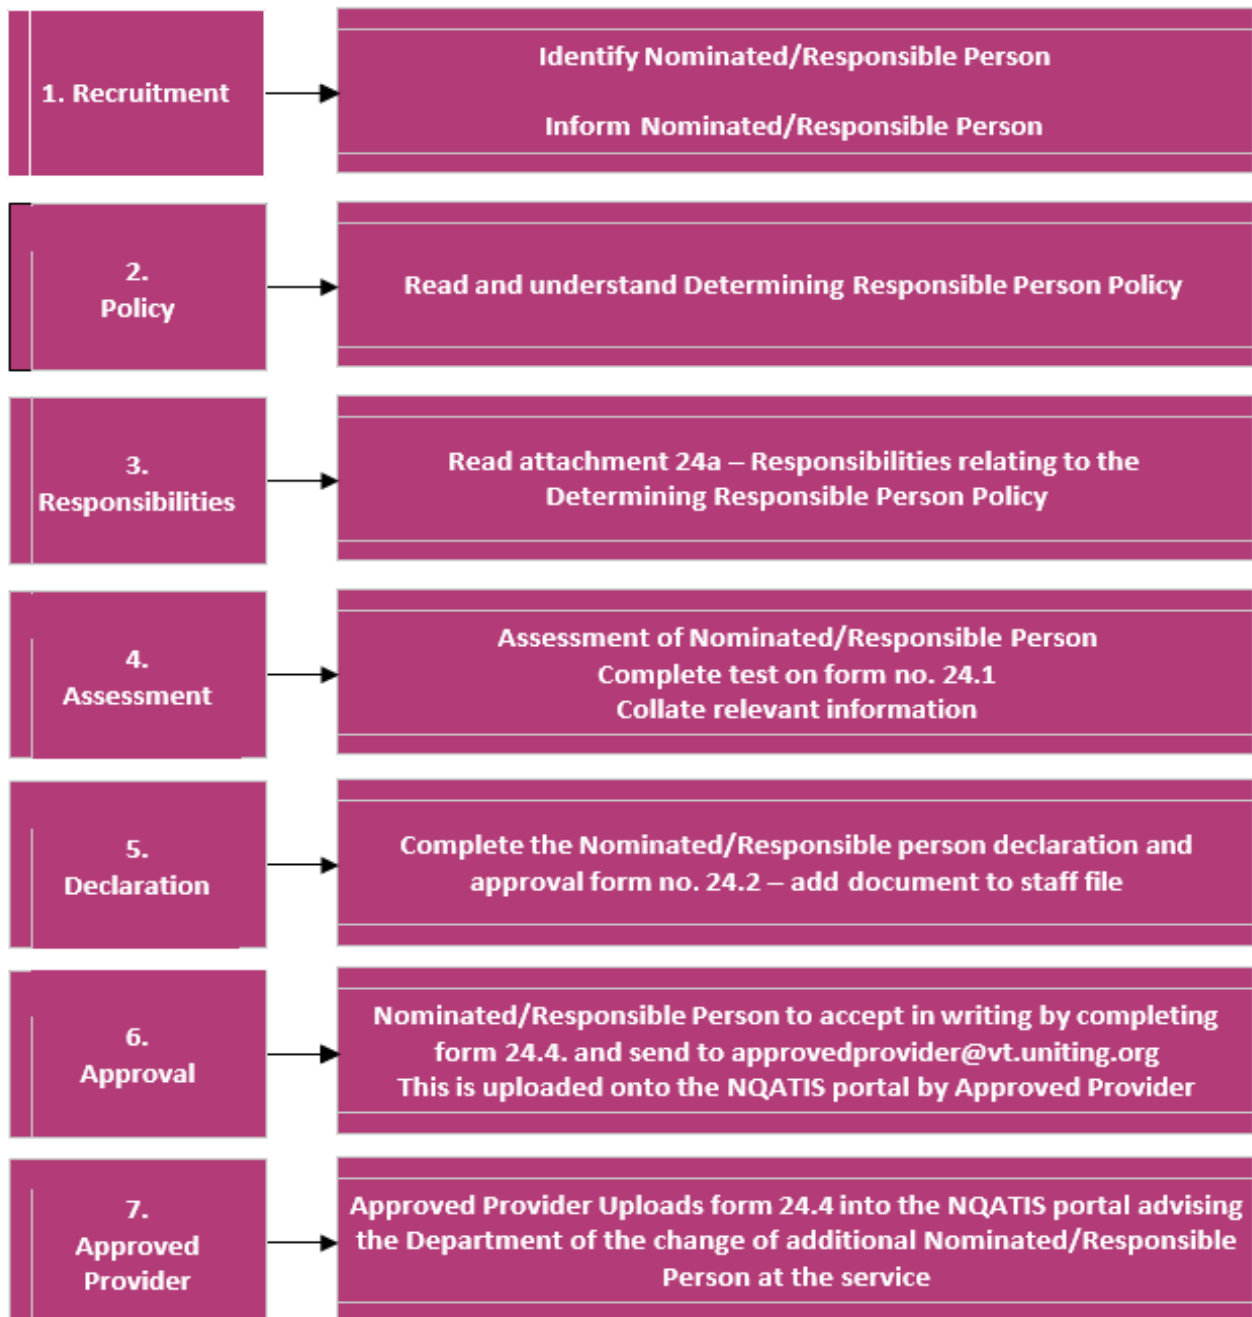 1. Recruitment
Identify Nominated/Responsible Person
Inform Nominated/Responsible Person
2.
Policy
Read and understand Determining Responsible Person Policy
3.
Responsibilities
Read attachment 24a – Responsibilities relating to the
Determining Responsible Person Policy
4.
Assessment
Assessment of Nominated/Responsible Person
Complete test on form no. 24.1
Collate relevant information
5.
Declaration
Complete the Nominated/Responsible person declaration and
approval form no. 24.2 – add document to staff file
6.
Approval
Nominated/Responsible Person to accept in writing by completing
form 24.4. and send to approvedprovider@vt.uniting.org
This is uploaded onto the NQATIS portal by Approved Provider
7.
Approved
Provider
Approved Provider Uploads form 24.4 into the NQATIS portal advising
the Department of the change of additional Nominated/Responsible
Person at the service